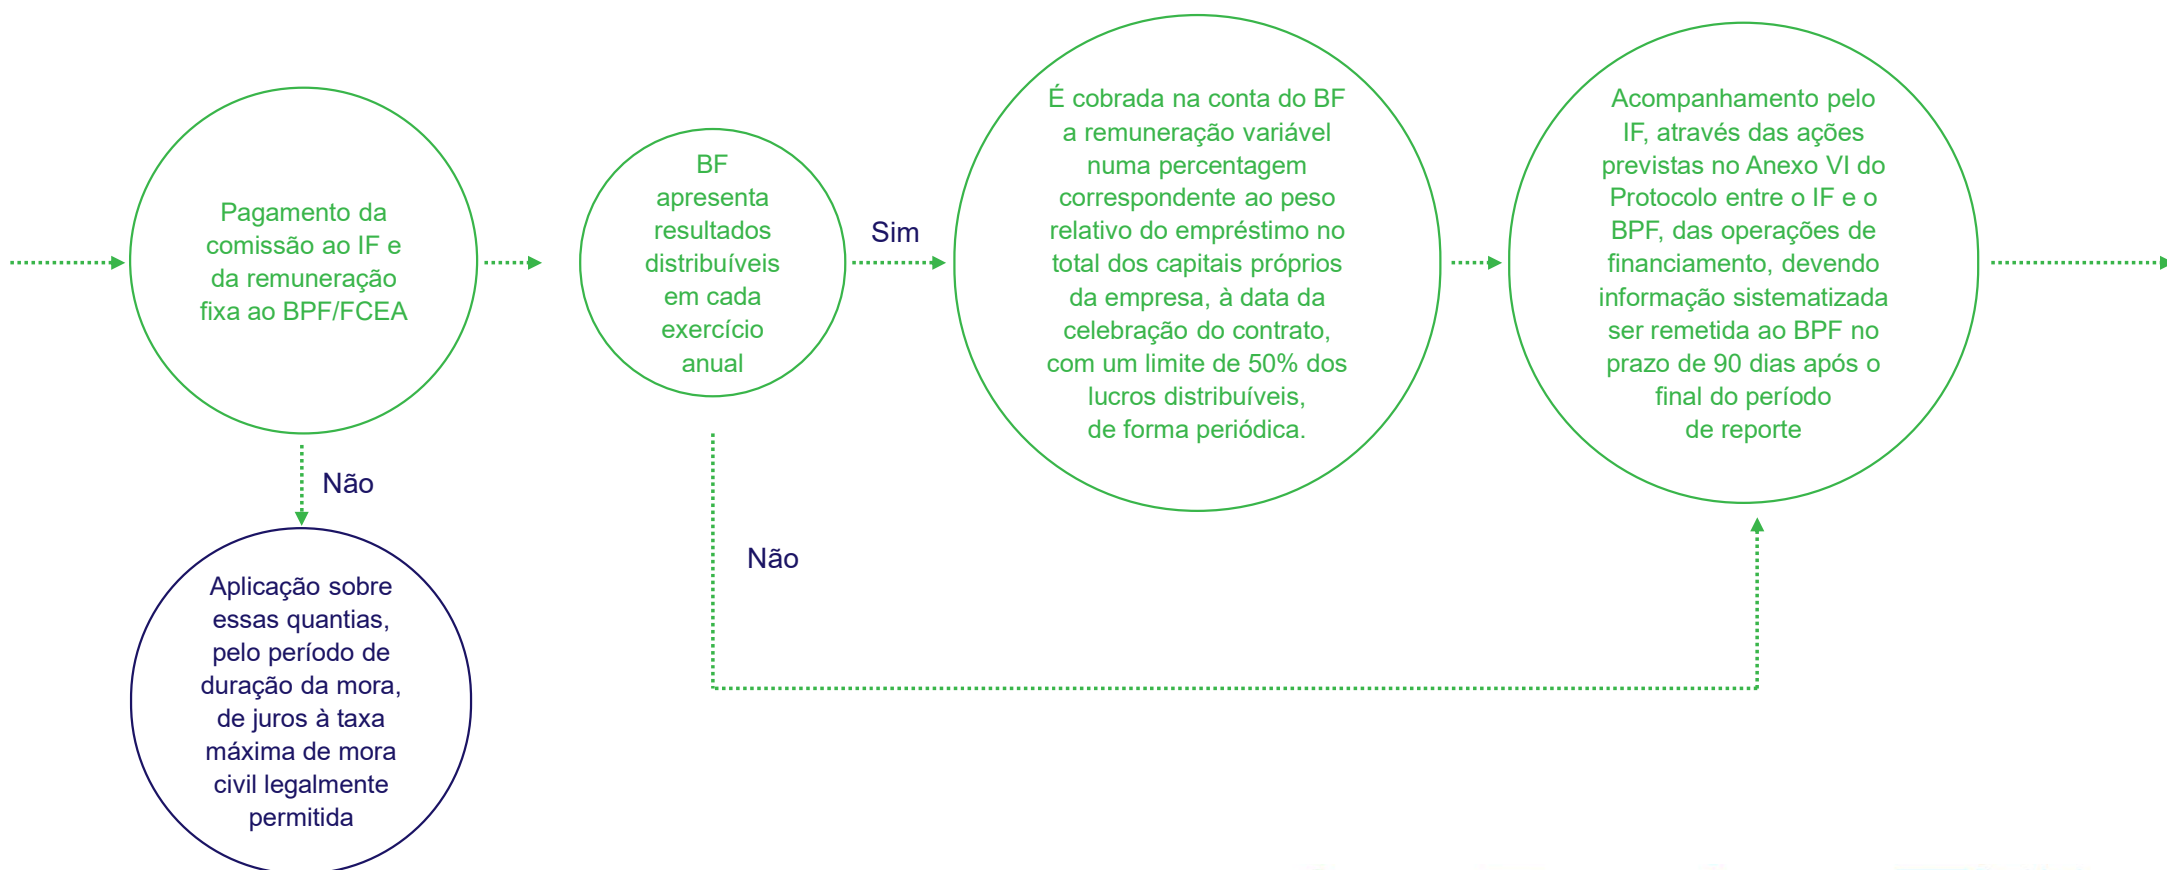 Pagamento da
comissão ao IF e
da remuneração
fixa ao BPF/FCEA
Não
Aplicação sobre
essas quantias,
pelo período de
duração da mora,
de juros à taxa
máxima de mora
civil legalmente
permitida
BF
apresenta
resultados
distribuíveis
em cada
exercício
anual
Sim
Não
É cobrada na conta do BF
a remuneração variável
numa percentagem
correspondente ao peso
relativo do empréstimo no
total dos capitais próprios
da empresa, à data da
celebração do contrato,
com um limite de 50% dos
lucros distribuíveis,
de forma periódica.
Acompanhamento pelo
IF, através das ações
previstas no Anexo VI do
Protocolo entre o IF e o
BPF, das operações de
financiamento, devendo
informação sistematizada
ser remetida ao BPF no
prazo de 90 dias após o
final do período
de reporte